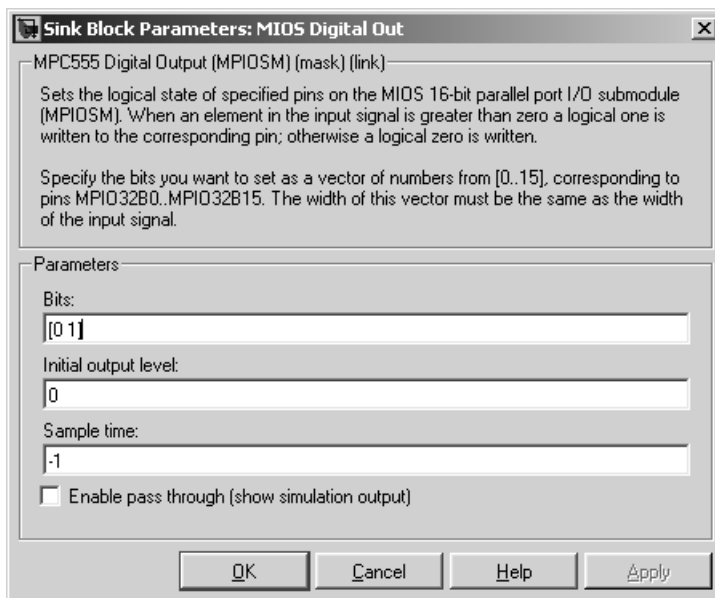 Sink Block Parameters: MIOS Digital Out
MPC555 Digital Output (MPIOSM) (mask) (link)
Sets the logical state of specified pins on the MIOS 16-bit parallel port I/O submodule
(MPIOSM). When an element in the input signal is greater than zero a logical one is
written to the corresponding pin; otherwise a logical zero is written.
Specify the bits you want to set as a vector of numbers from [0..15], corresponding to
pins MPIO32B0..MPIO32B15. The width of this vector must be the same as the width
of the input signal.
Parameters
Bits:
[0 1]
Initial output level:
0
Sample time:
-1
Enable pass through (show simulation output)
OK Cancel Help Apply